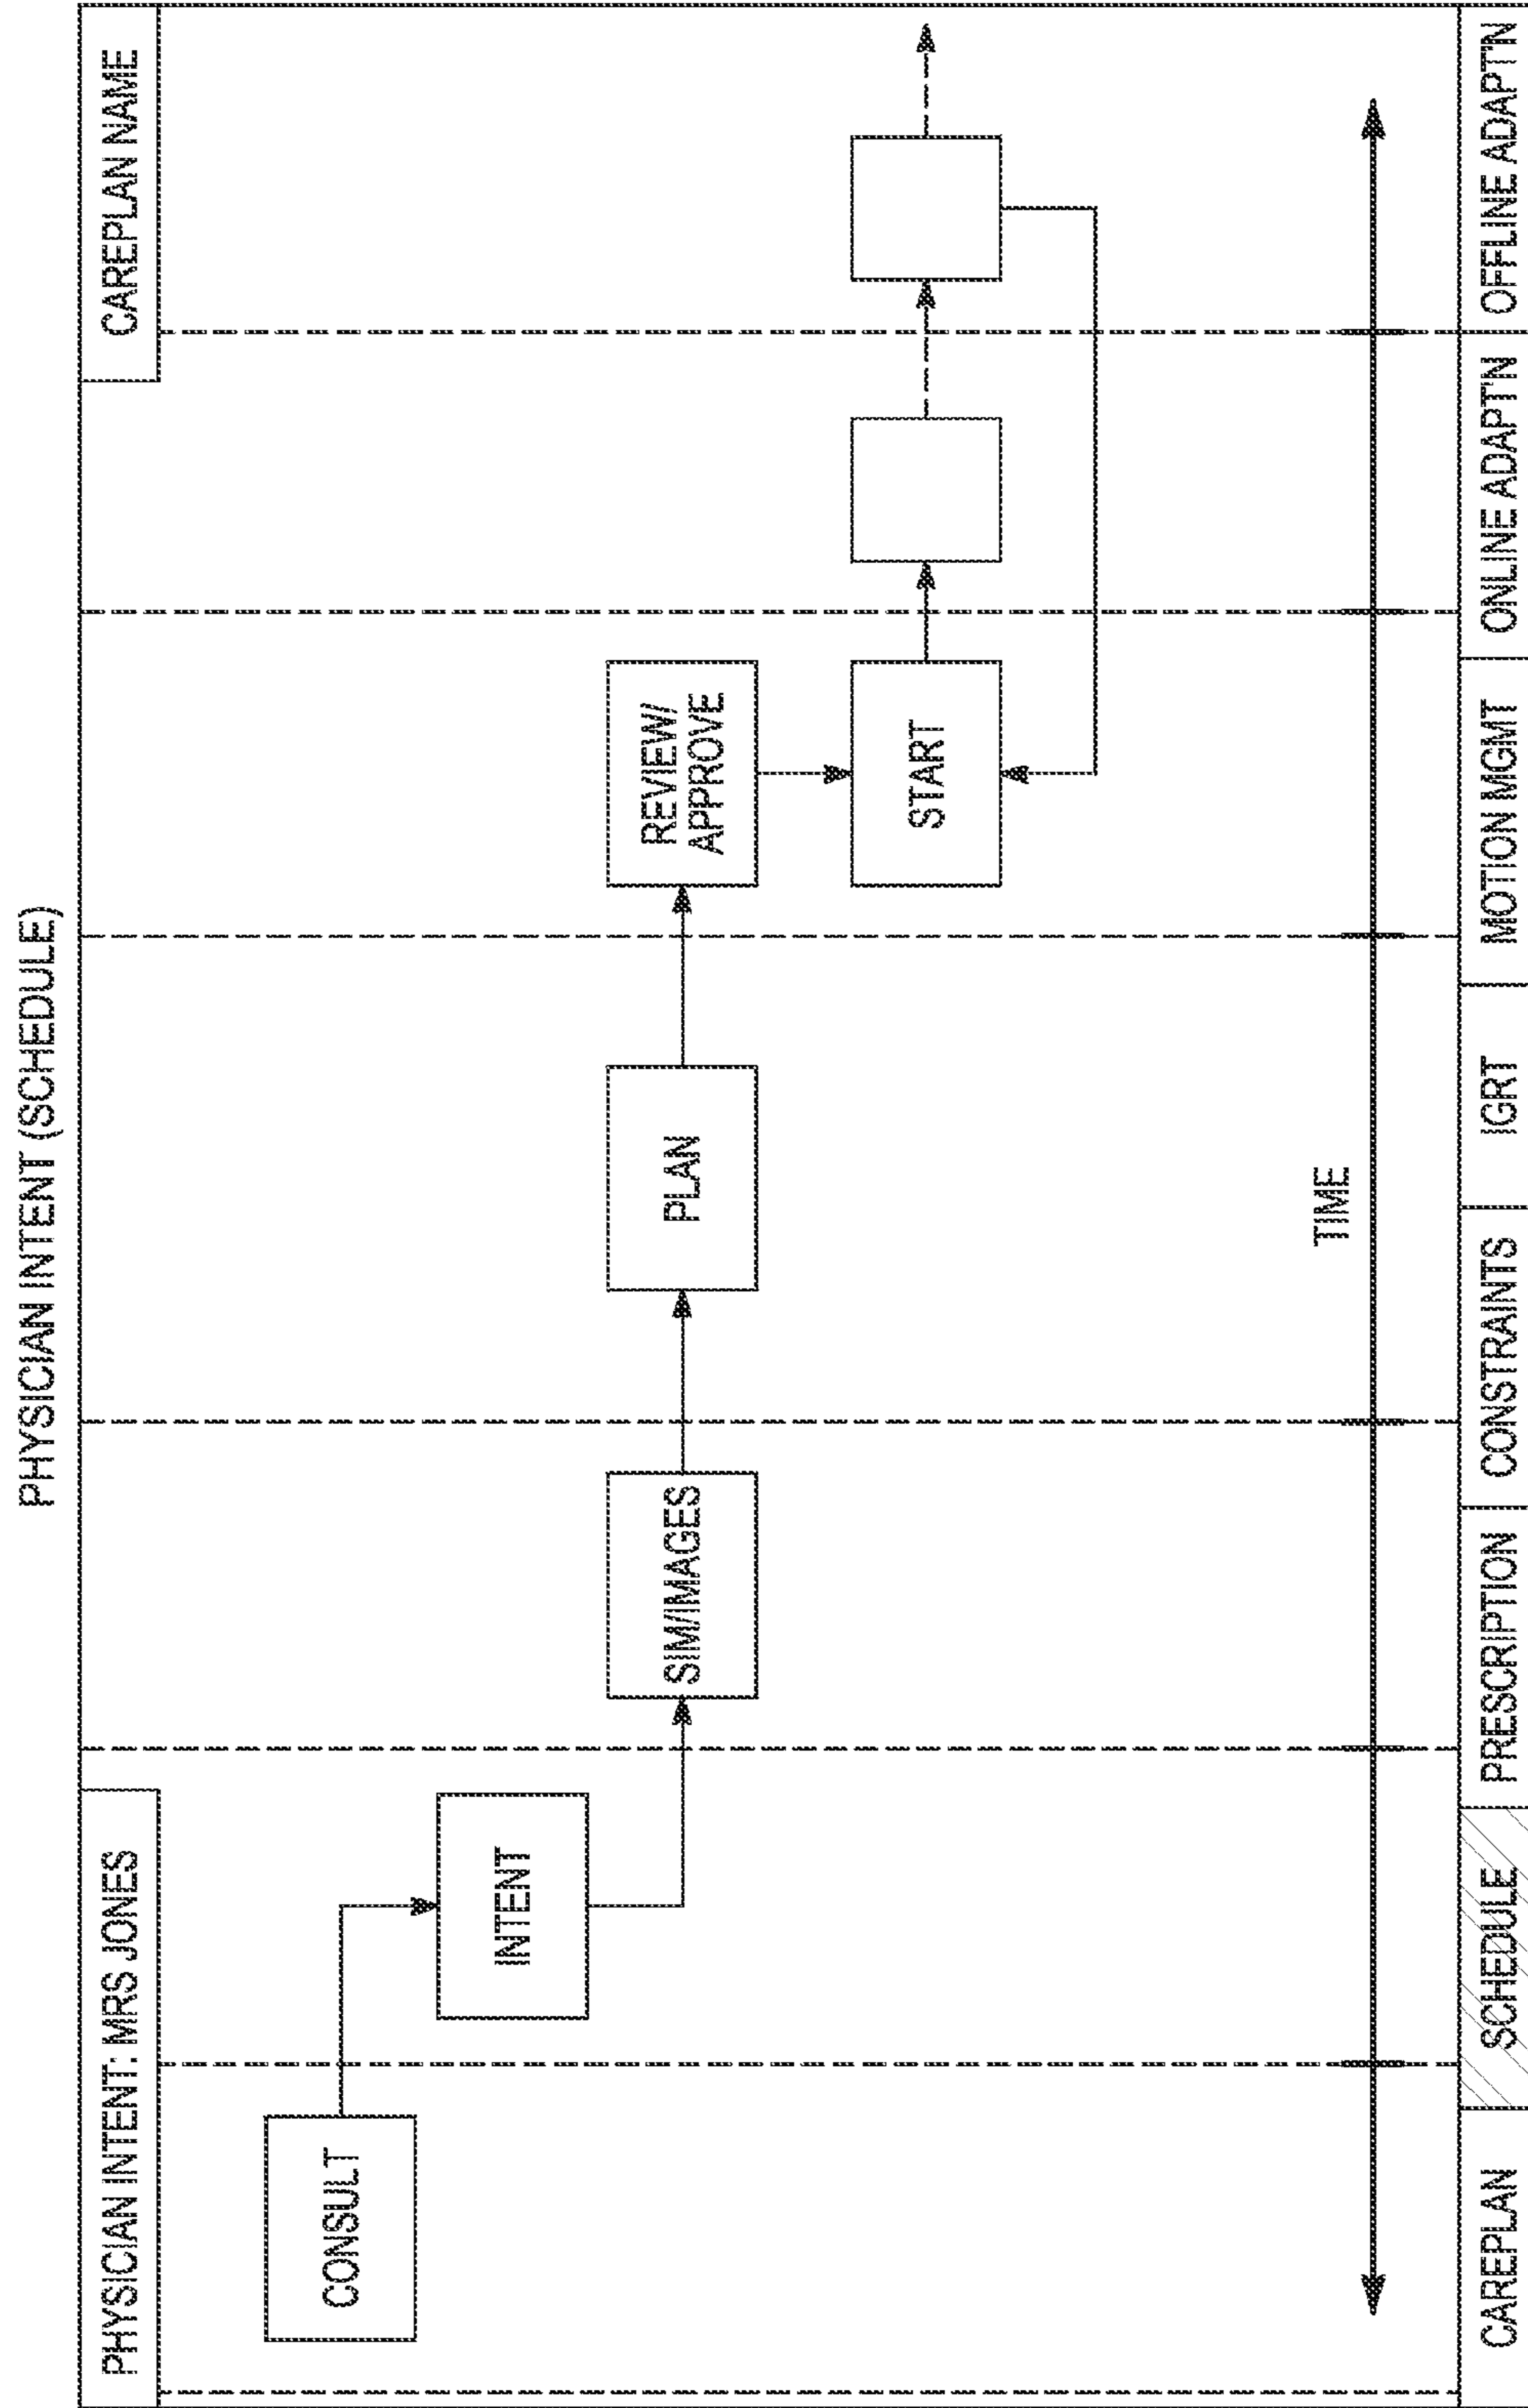 PHYSICIAN INTENT (SCHEDULE)
PHYSICIAN INTENT: MRS JONES
CAREPLAN NAME
CONSULT
INTENT
SIM/IMAGES
PLAN
REVIEW/
APPROVE
START
TIME
CAREPLAN
SCHEDULE
PRESCRIPTION
CONSTRAINTS
IGRT
MOTION MGMT
ONLINE ADAPT'N
OFFLINE ADAPT'N